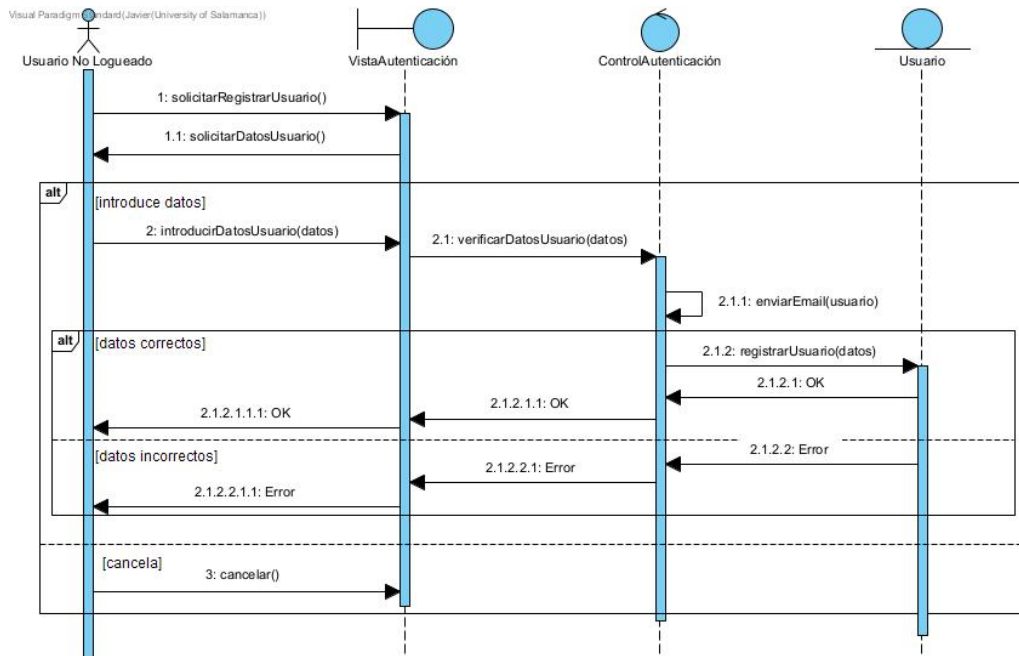 Visual Paradigm Standard(Javier(University of Salamanca))
Usuario No Logueado
VistaAutenticación
ControlAutenticación
Usuario
1: solicitarRegistrarUsuario()
1.1: solicitarDatosUsuario()
alt
[introduce datos]
2: introducirDatosUsuario(datos)
2.1: verificarDatosUsuario(datos)
2.1.1: enviarEmail(usuario)
alt
[datos correctos]
2.1.2: registrarUsuario(datos)
2.1.2.1: OK
2.1.2.1.1: OK
2.1.2.1.1.1: OK
[datos incorrectos]
2.1.2.2: Error
2.1.2.2.1: Error
2.1.2.2.1.1: Error
[cancela]
3: cancelar()